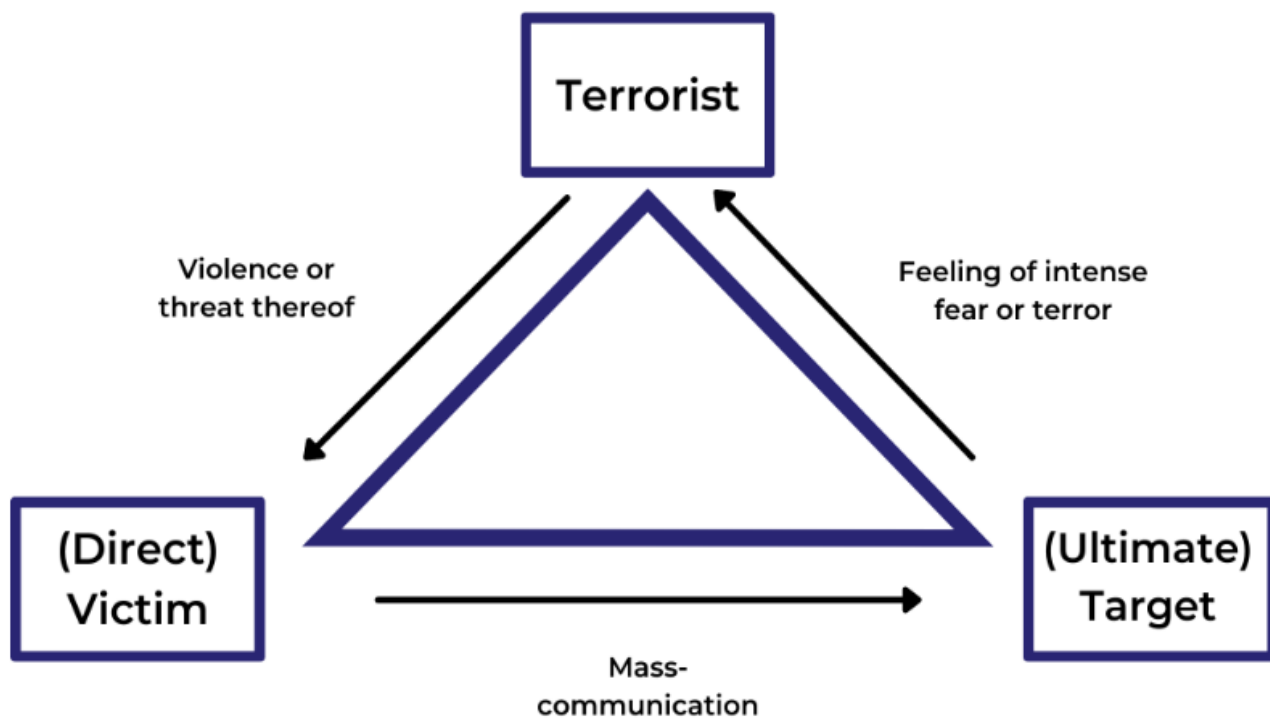 Terrorist
Violence or
threat thereof
Feeling of intense
fear or terror
(Direct)
Victim
(Ultimate)
Target
Mass-
communication